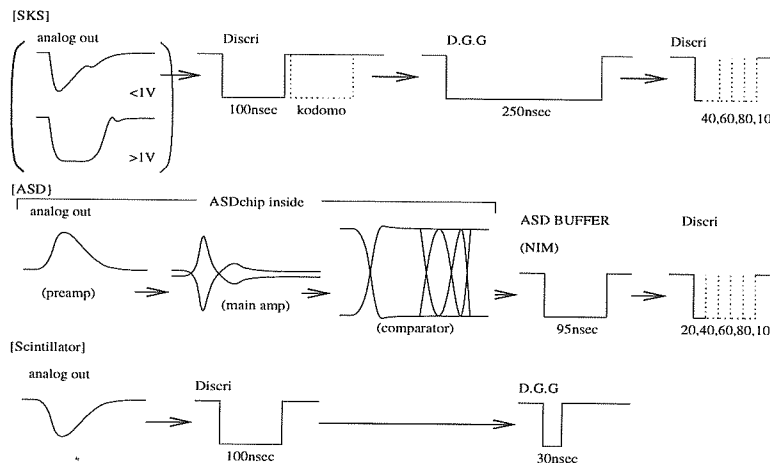 [SKS]
analog out
Discri
D.G.G
Discri
<1V
>1V
100nsec
kodomo
250nsec
40,60,80,10
[ASD}
ASDchip inside
analog out
ASD BUFFER
(NIM)
Discri
(preamp)
(main amp)
(comparator)
95nsec
20,40,60,80,10
[Scintillator]
analog out
Discri
D.G.G
100nsec
30nsec